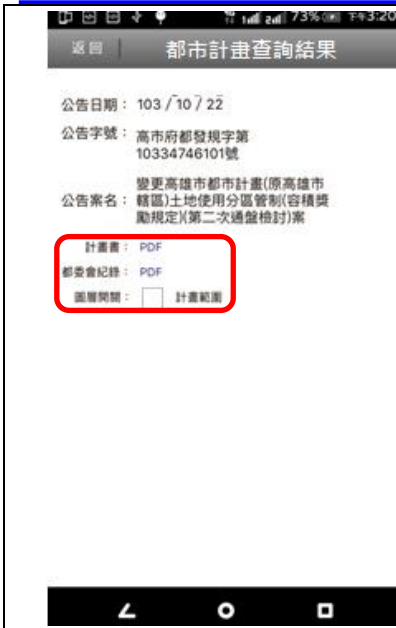 73% 下午3:20
返回 都市計畫查詢結果
公告日期： 103 / 10 / 22
公告字號： 高市府都發規字第
10334746101號
變更高雄市都市計畫(原高雄市
公告案名： 轄區)土地使用分區管制(容積獎
勵規定)(第二次通盤檢討)案
計畫書： PDF
都委會紀錄： PDF
圖層開關： 計畫範圍